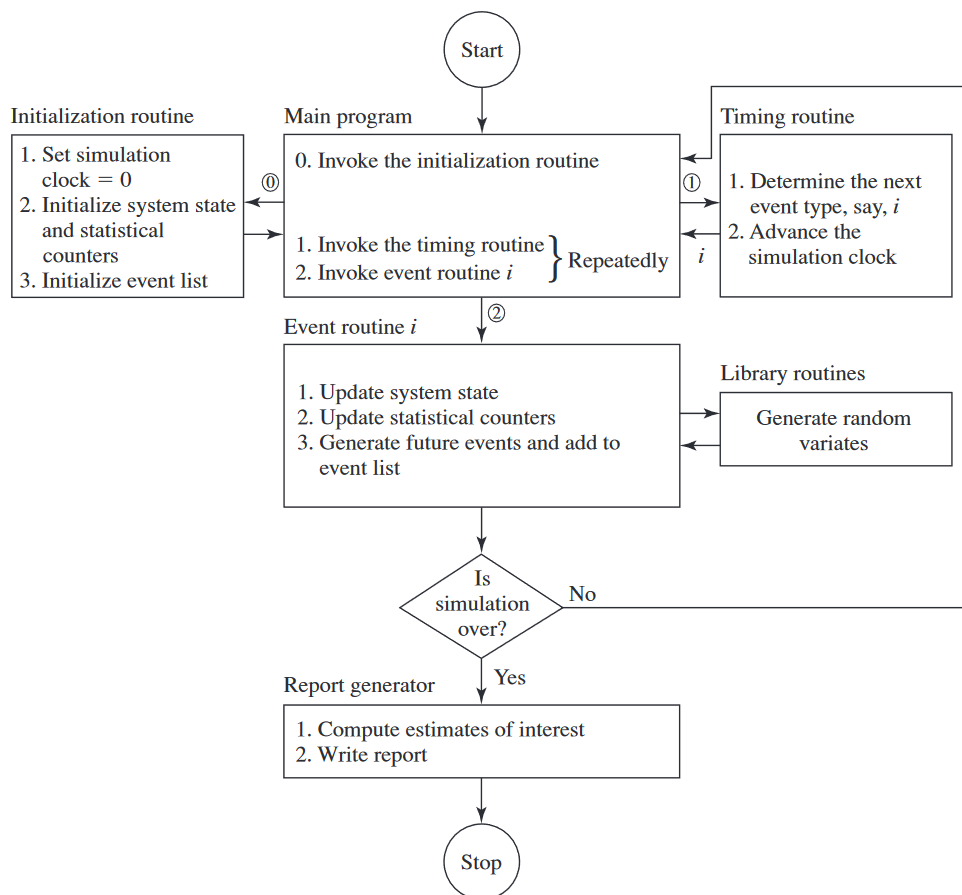 Start
Initialization routine
1. Set simulation
clock = 0
2. Initialize system state
and statistical
counters
3. Initialize event list
⓪
Main program
0. Invoke the initialization routine
1. Invoke the timing routine
2. Invoke event routine i
} Repeatedly
①
i
Timing routine
1. Determine the next
event type, say, i
2. Advance the
simulation clock
②
Event routine i
1. Update system state
2. Update statistical counters
3. Generate future events and add to
event list
Library routines
Generate random
variates
Is
simulation
over?
No
Yes
Report generator
1. Compute estimates of interest
2. Write report
Stop